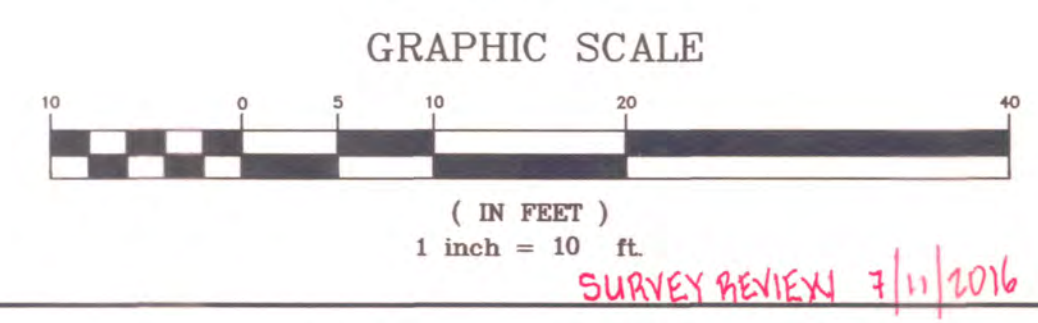 GRAPHIC SCALE
10 0 5 10 20 40
( IN FEET )
1 inch = 10 ft.
SURVEY REVIEW 7/11/2016